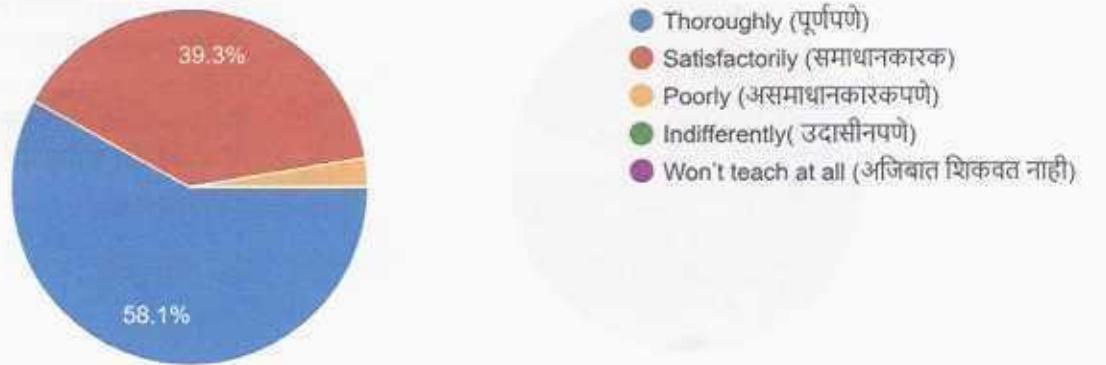 39.3%
58.1%
Thoroughly (पूर्णपणे)
Satisfactorily (समाधानकारक)
Poorly (असमाधानकारकपणे)
Indifferently( उदासीनपणे)
Won't teach at all (अजिबात शिकवत नाही)